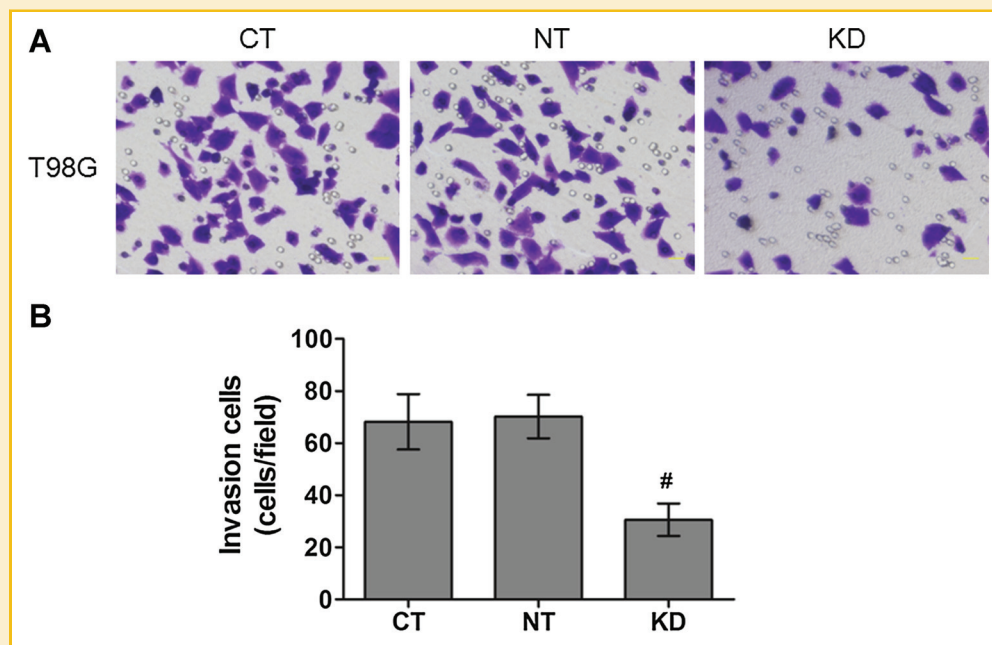 A
CT NT KD
T98G
B
Invasion cells
(cells/field)
100
80
60
40
20
0
#
CT NT KD